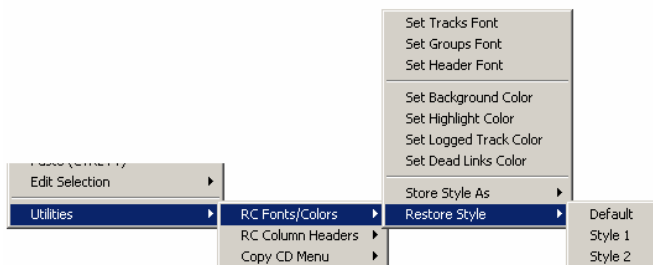 Set Tracks Font
Set Groups Font
Set Header Font
Set Background Color
Set Highlight Color
Set Logged Track Color
Set Dead Links Color
Store Style As
Edit Selection
Utilities
RC Fonts/Colors
Restore Style
Default
RC Column Headers
Style 1
Copy CD Menu
Style 2